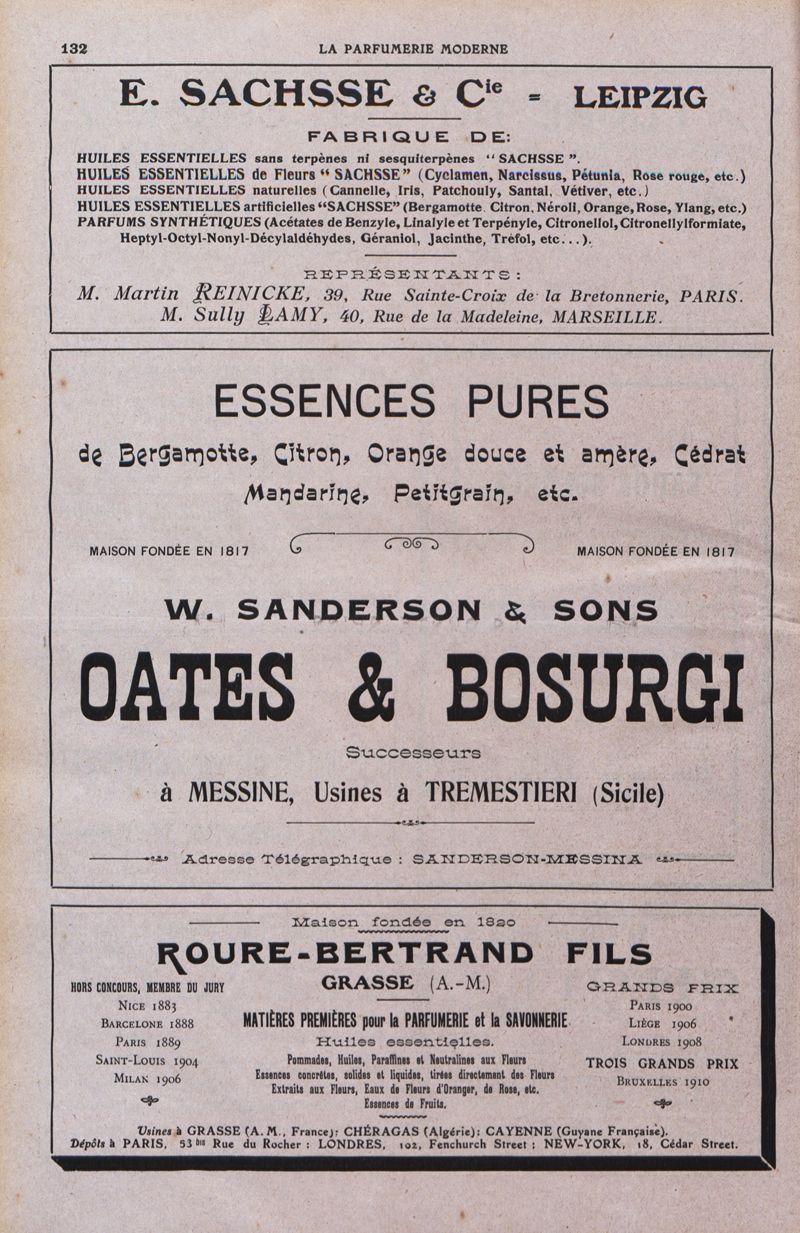 132
LA PARFUMERIE MODERNE
E. SACHSSE & Cie = LEIPZIG
FABRIQUE DE:
HUILES ESSENTIELLES sans terpènes ni sesquiterpènes “SACHSSE”.
HUILES ESSENTIELLES de Fleurs “SACHSSE” (Cyclamen, Narcissus, Pétunia, Rose rouge, etc.)
HUILES ESSENTIELLES naturelles (Cannelle, Iris, Patchouly, Santal, Vétiver, etc.)
HUILES ESSENTIELLES artificielles “SACHSSE” (Bergamotte. Citron, Néroli, Orange, Rose, Ylang, etc.)
PARFUMS SYNTHÉTIQUES (Acétates de Benzyle, Linalyle et Terpényle, Citronellol, Citronellylformiate,
Heptyl-Octyl-Nonyl-Décylaldéhydes, Géraniol, Jacinthe, Tréfol, etc...).
REPRÉSENTANTS:
M. Martin REINICKE, 39, Rue Sainte-Croix de la Bretonnerie, PARIS.
M. Sully LAMY, 40, Rue de la Madeleine, MARSEILLE.
ESSENCES PURES
de Bergamotte, Citron, Orange douce et amère, Cédrat
Mandarine, Petitgrain, etc.
MAISON FONDÉE EN 1817
MAISON FONDÉE EN 1817
W. SANDERSON & SONS
OATES & BOSURGI
Successeurs
à MESSINE, Usines à TREMESTIERI (Sicile)
Adresse Télégraphique : SANDERSON-MESSINA
Maison fondée en 1820
ROURE-BERTRAND FILS
GRASSE (A.-M.)
HORS CONCOURS, MEMBRE DU JURY
NICE 1883
BARCELONE 1888
PARIS 1889
SAINT-LOUIS 1904
MILAN 1906
MATIÈRES PREMIÈRES pour la PARFUMERIE et la SAVONNERIE
Huiles essentielles.
Pommades, Huiles, Paraffines et Neutralines aux Fleurs
Essences concrètes, solides et liquides, tirées directement des Fleurs
Extraits aux Fleurs, Eaux de Fleurs d'Oranger, de Rose, etc.
Essences de Fruits.
GRANDS PRIX
PARIS 1900
LIÈGE 1906
LONDRES 1908
TROIS GRANDS PRIX
BRUXELLES 1910
Usines à GRASSE (A. M., France); CHÉRAGAS (Algérie); CAYENNE (Guyane Française).
Dépôts à PARIS, 53 bis Rue du Rocher : LONDRES, 102, Fenchurch Street ; NEW-YORK, 18, Cédar Street.